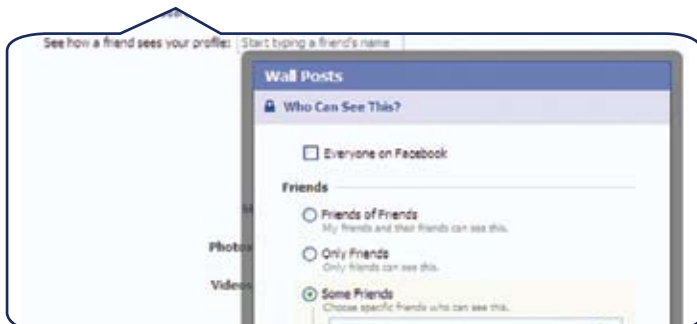 See how a friend sees your profile: Start typing a friend's name
Wall Posts
Who Can See This?
Everyone on Facebook
Friends
Friends of Friends
My friends and their friends can see this.
Photos
Only Friends
Only friends can see this.
Videos
Some Friends
Choose specific friends who can see this.